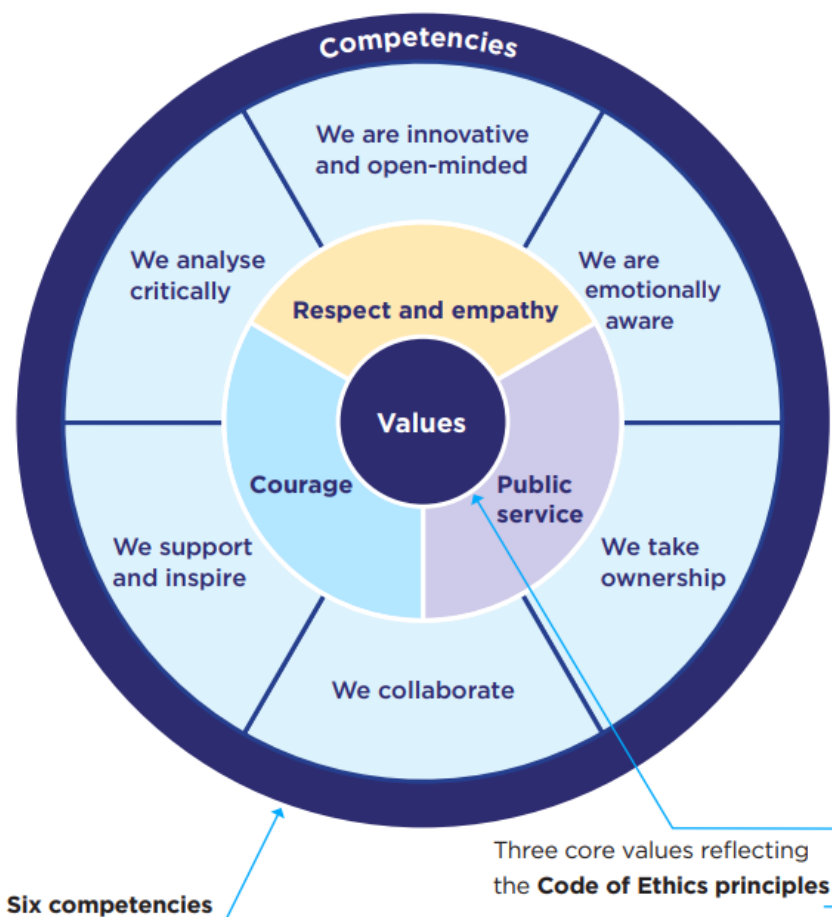 Competencies
We are innovative
and open-minded
We analyse
critically
We are
emotionally
aware
Respect and empathy
Values
Courage
Public
service
We support
and inspire
We take
ownership
We collaborate
Three core values reflecting
the Code of Ethics principles
Six competencies